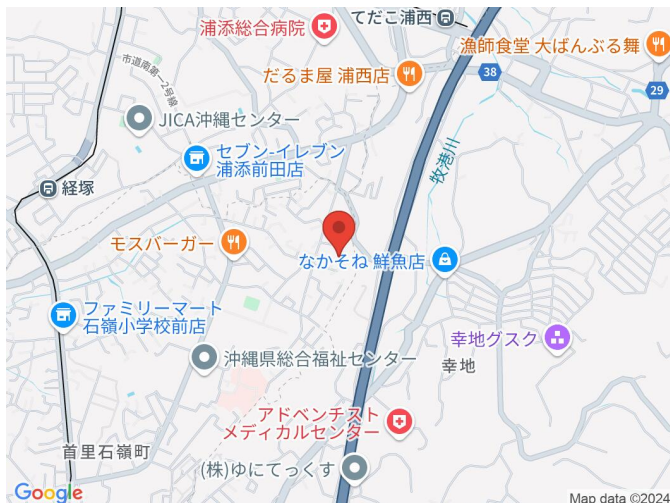 浦添総合病院
てだこ浦西
漁師食堂 大ばんぶる舞
だるま屋 浦西店
38
29
市道南第一2号線
JICA沖縄センター
セブン-イレブン
浦添前田店
牧港川
経塚
モスバーガー
なかそね 鮮魚店
ファミリーマート
石嶺小学校前店
幸地グスク
沖縄県総合福祉センター
幸地
アドベンチスト
メディカルセンター
首里石嶺町
(株)ゆにてっくす
Google
Map data ©2024